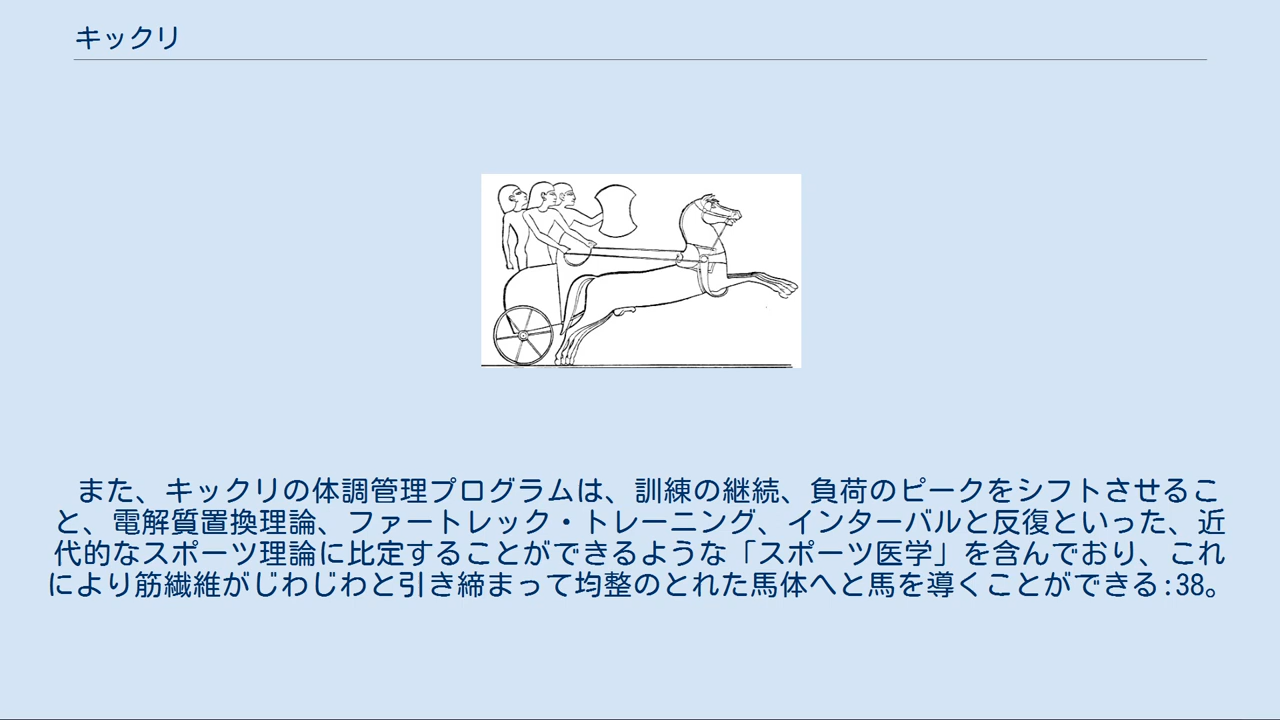 キックリ
また、キックリの体調管理プログラムは、訓練の継続、負荷のピークをシフトさせるこ
と、電解質置換理論、ファートレック・トレーニング、インターバルと反復といった、近
代的なスポーツ理論に比定することができるような「スポーツ医学」を含んでおり、これ
により筋繊維がじわじわと引き締まって均整のとれた馬体へと馬を導くことができる:38。